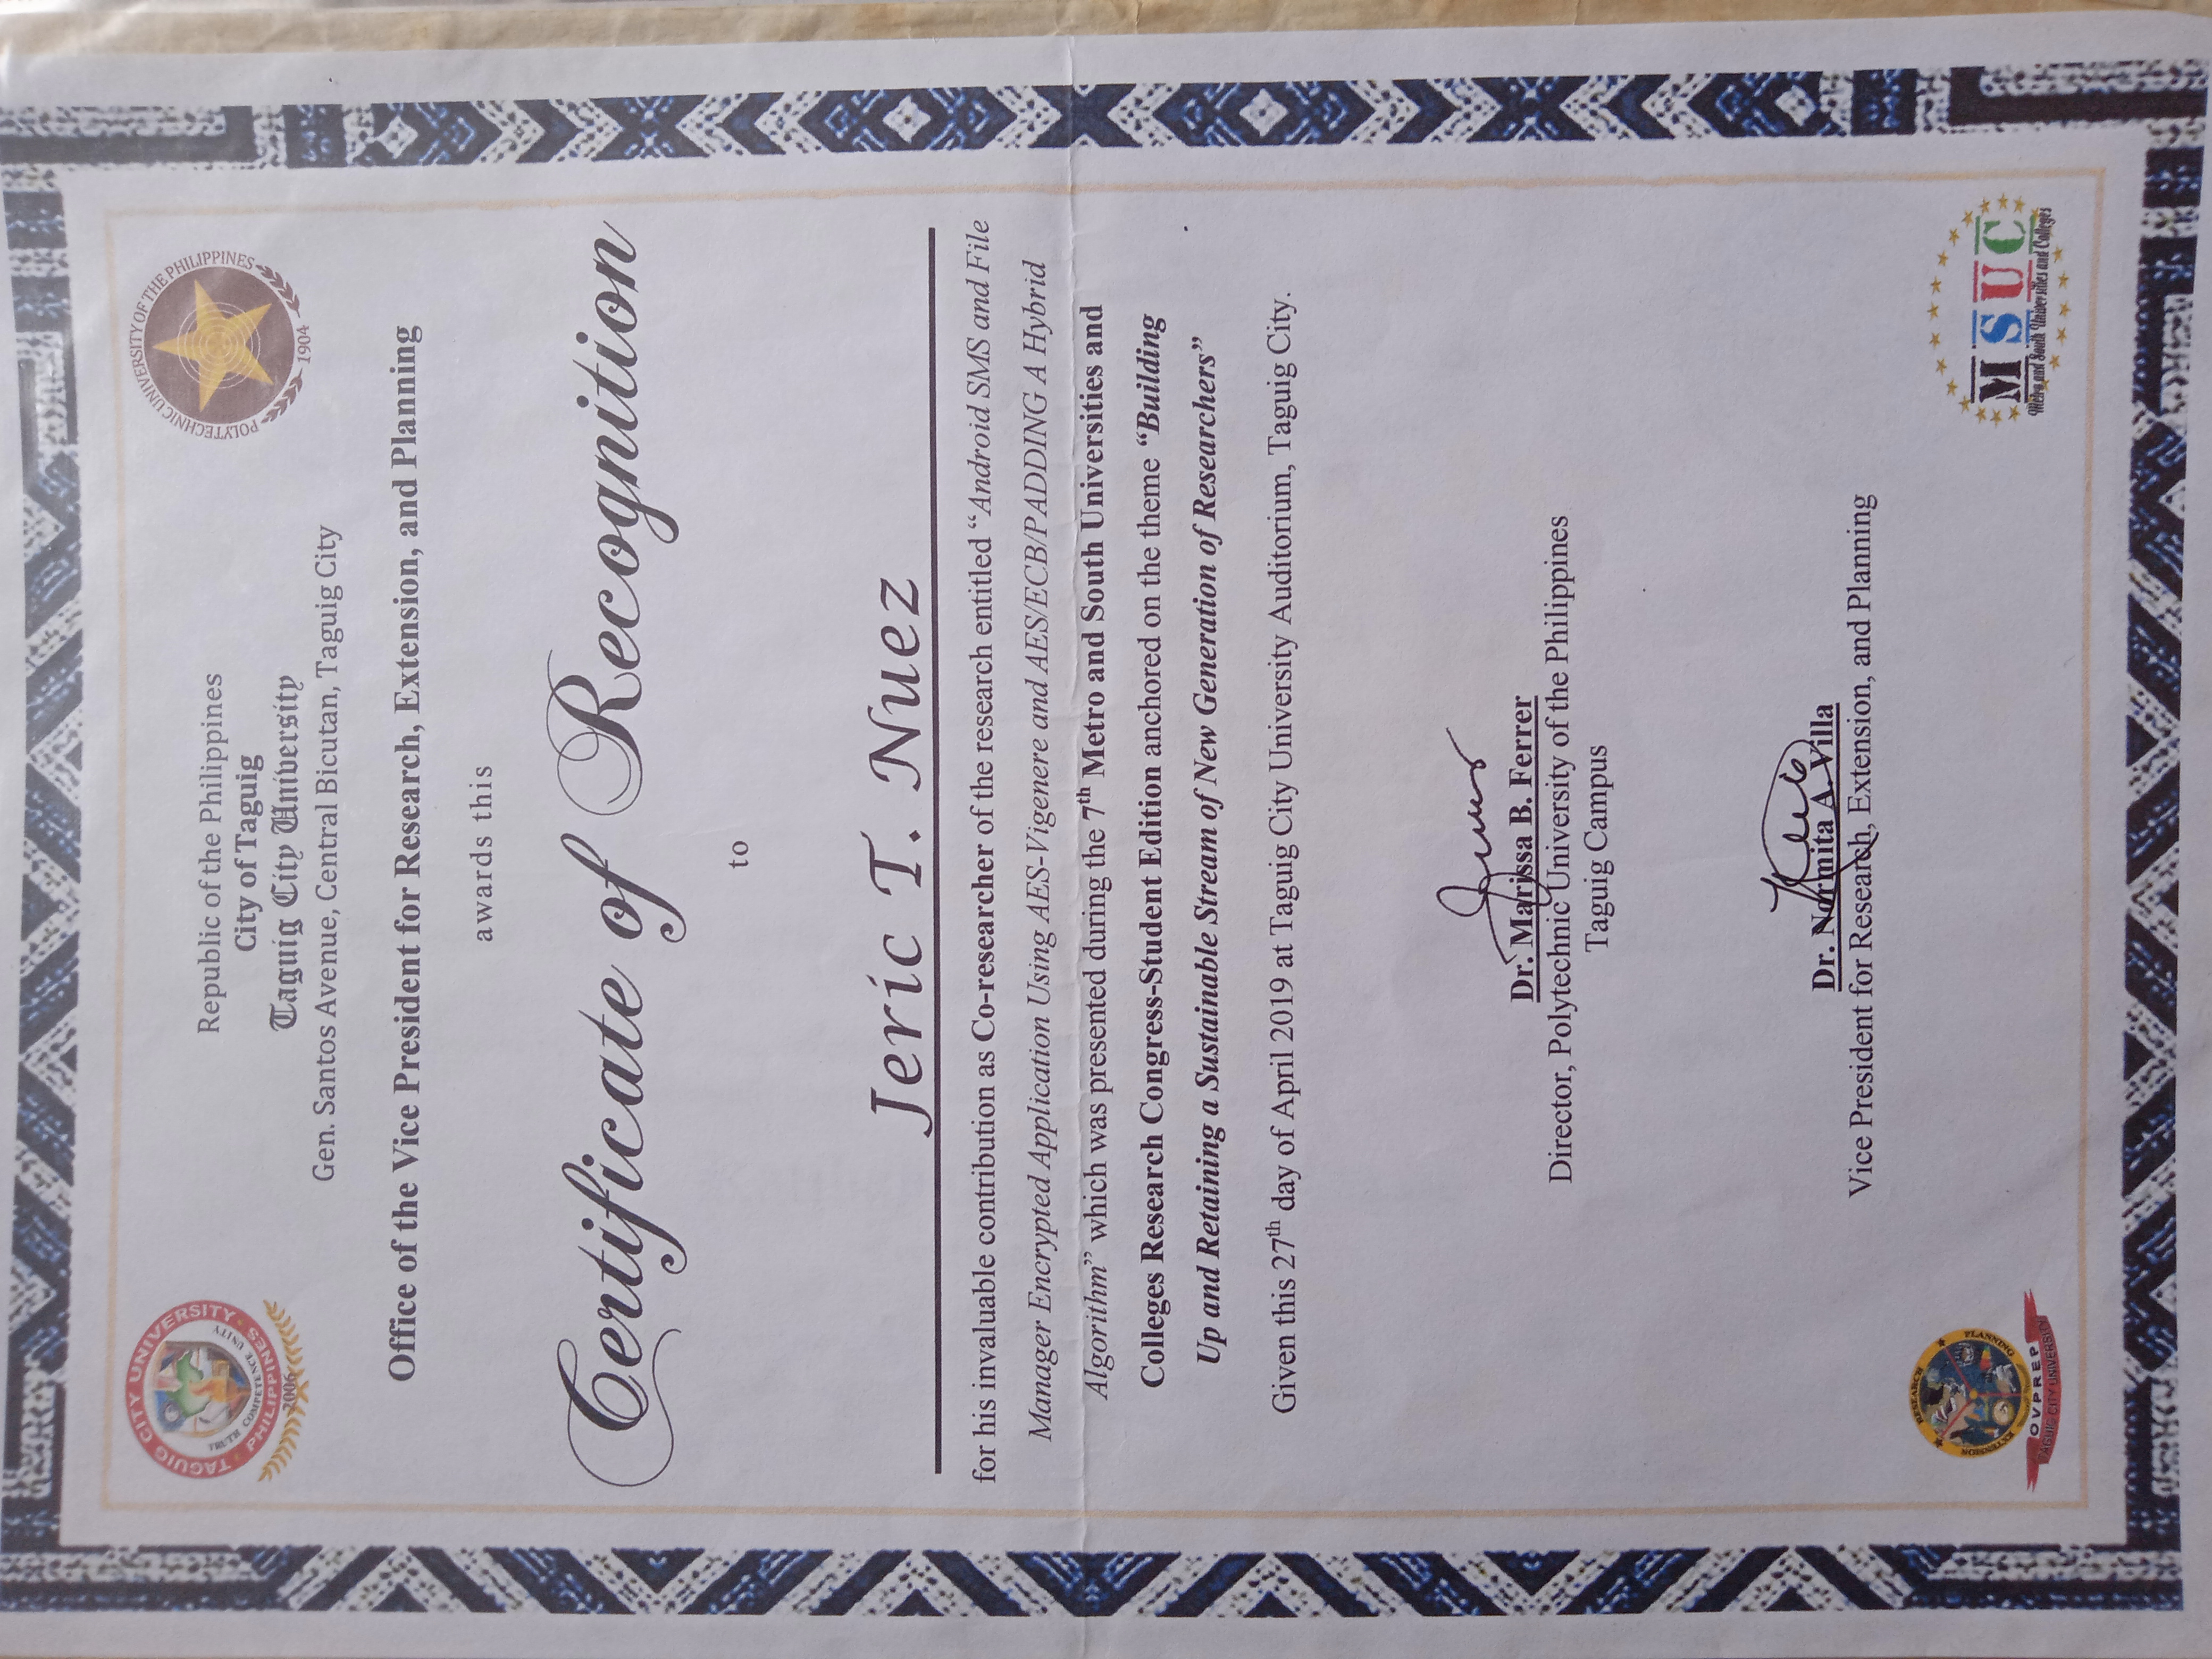 TAGUIG CITY UNIVERSITY
TRUTH COMPETENCE UNITY
PHILIPPINES
2006
POLYTECHNIC UNIVERSITY OF THE PHILIPPINES
1904
Republic of the Philippines
City of Taguig
Taguig City University
Gen. Santos Avenue, Central Bicutan, Taguig City
Office of the Vice President for Research, Extension, and Planning
awards this
Certificate of Recognition
to
Jeric T. Nuez
for his invaluable contribution as Co-researcher of the research entitled “Android SMS and File
Manager Encrypted Application Using AES-Vigenere and AES/ECB/PADDING A Hybrid
Algorithm” which was presented during the 7th Metro and South Universities and
Colleges Research Congress-Student Edition anchored on the theme “Building
Up and Retaining a Sustainable Stream of New Generation of Researchers”
Given this 27th day of April 2019 at Taguig City University Auditorium, Taguig City.
Dr. Marissa B. Ferrer
Director, Polytechnic University of the Philippines
Taguig Campus
Dr. Normita A. Villa
Vice President for Research, Extension, and Planning
RESEARCH
EXTENSION
PLANNING
OVPREP
TAGUIG CITY UNIVERSITY
MSUC
Metro and South Universities and Colleges